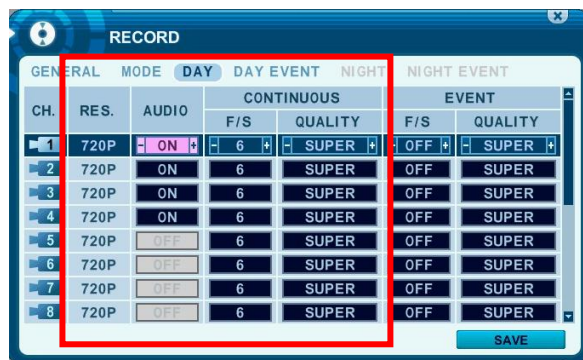 RECORD
GENERAL MODE DAY DAY EVENT NIGHT NIGHT EVENT
CH. RES. AUDIO CONTINUOUS EVENT
F/S QUALITY F/S QUALITY
1 720P - ON + - 6 + - SUPER + - OFF + - SUPER +
2 720P ON 6 SUPER OFF SUPER
3 720P ON 6 SUPER OFF SUPER
4 720P ON 6 SUPER OFF SUPER
5 720P OFF 6 SUPER OFF SUPER
6 720P OFF 6 SUPER OFF SUPER
7 720P OFF 6 SUPER OFF SUPER
8 720P OFF 6 SUPER OFF SUPER
SAVE